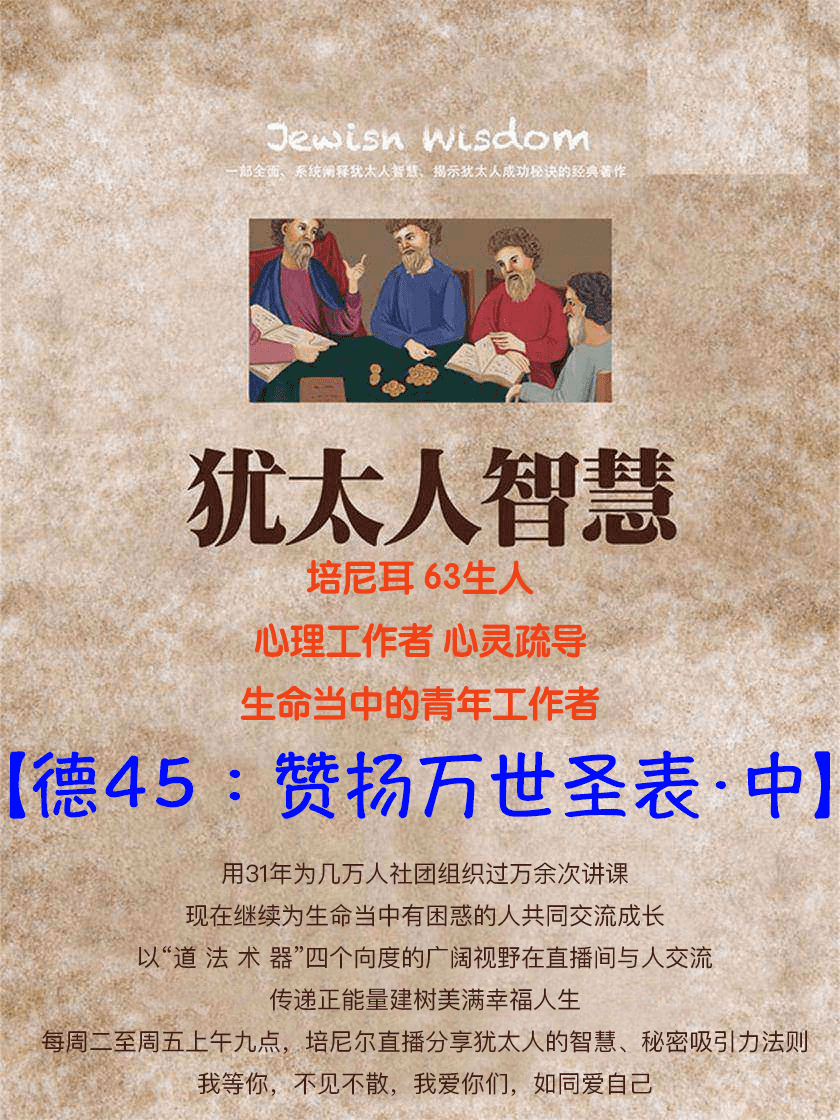 Jewish Wisdom
一部全面、系统阐释犹太人智慧、揭示犹太人成功秘诀的经典著作
犹太人智慧
培尼耳 63生人
心理工作者 心灵疏导
生命当中的青年工作者
【德45：赞扬万世圣表·中】
用31年为几万人社团组织过万余次讲课
现在继续为生命当中有困惑的人共同交流成长
以“道 法 术 器”四个向度的广阔视野在直播间与人交流
传递正能量建树美满幸福人生
每周二至周五上午九点，培尼尔直播分享犹太人的智慧、秘密吸引力法则
我等你，不见不散，我爱你们，如同爱自己